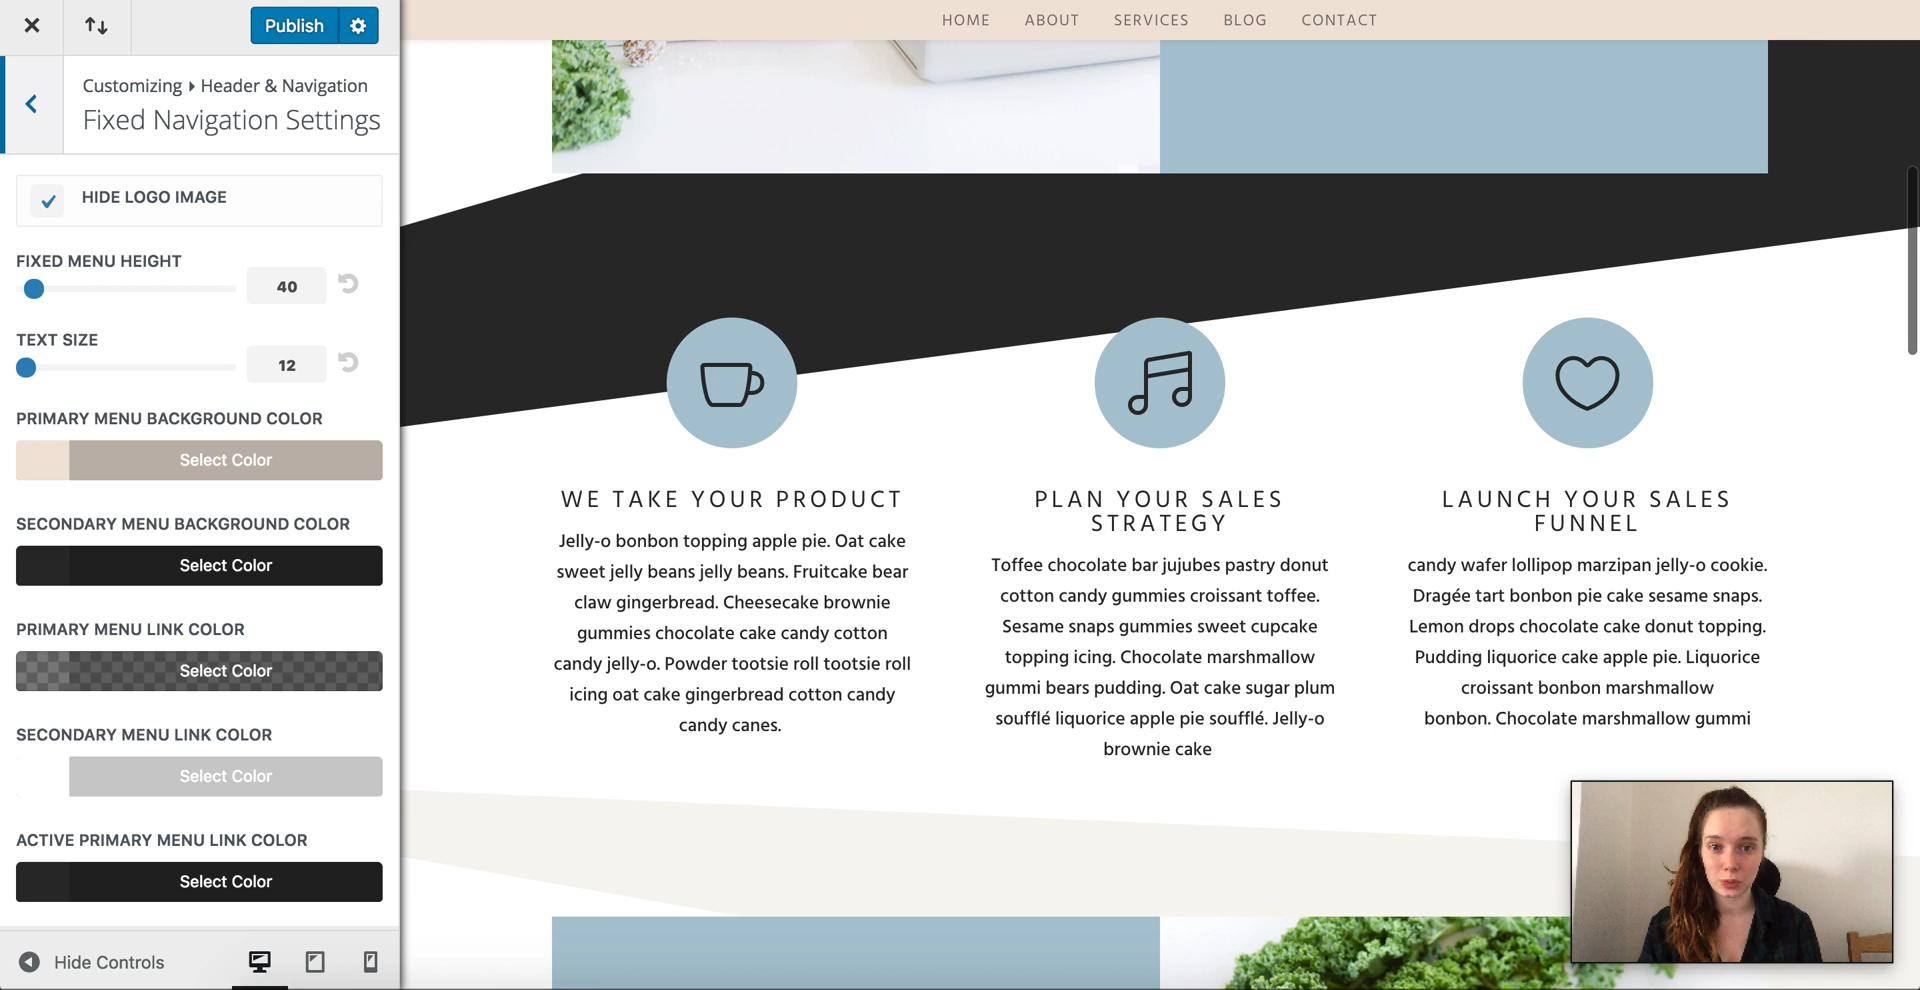 Publish
Customizing ▸ Header & Navigation
Fixed Navigation Settings
HIDE LOGO IMAGE
FIXED MENU HEIGHT
40
TEXT SIZE
12
PRIMARY MENU BACKGROUND COLOR
Select Color
SECONDARY MENU BACKGROUND COLOR
Select Color
PRIMARY MENU LINK COLOR
Select Color
SECONDARY MENU LINK COLOR
Select Color
ACTIVE PRIMARY MENU LINK COLOR
Select Color
Hide Controls
HOME ABOUT SERVICES BLOG CONTACT
WE TAKE YOUR PRODUCT
Jelly-o bonbon topping apple pie. Oat cake
sweet jelly beans jelly beans. Fruitcake bear
claw gingerbread. Cheesecake brownie
gummies chocolate cake candy cotton
candy jelly-o. Powder tootsie roll tootsie roll
icing oat cake gingerbread cotton candy
candy canes.
PLAN YOUR SALES
STRATEGY
Toffee chocolate bar jujubes pastry donut
cotton candy gummies croissant toffee.
Sesame snaps gummies sweet cupcake
topping icing. Chocolate marshmallow
gummi bears pudding. Oat cake sugar plum
soufflé liquorice apple pie soufflé. Jelly-o
brownie cake
LAUNCH YOUR SALES
FUNNEL
candy wafer lollipop marzipan jelly-o cookie.
Dragée tart bonbon pie cake sesame snaps.
Lemon drops chocolate cake donut topping.
Pudding liquorice cake apple pie. Liquorice
croissant bonbon marshmallow
bonbon. Chocolate marshmallow gummi